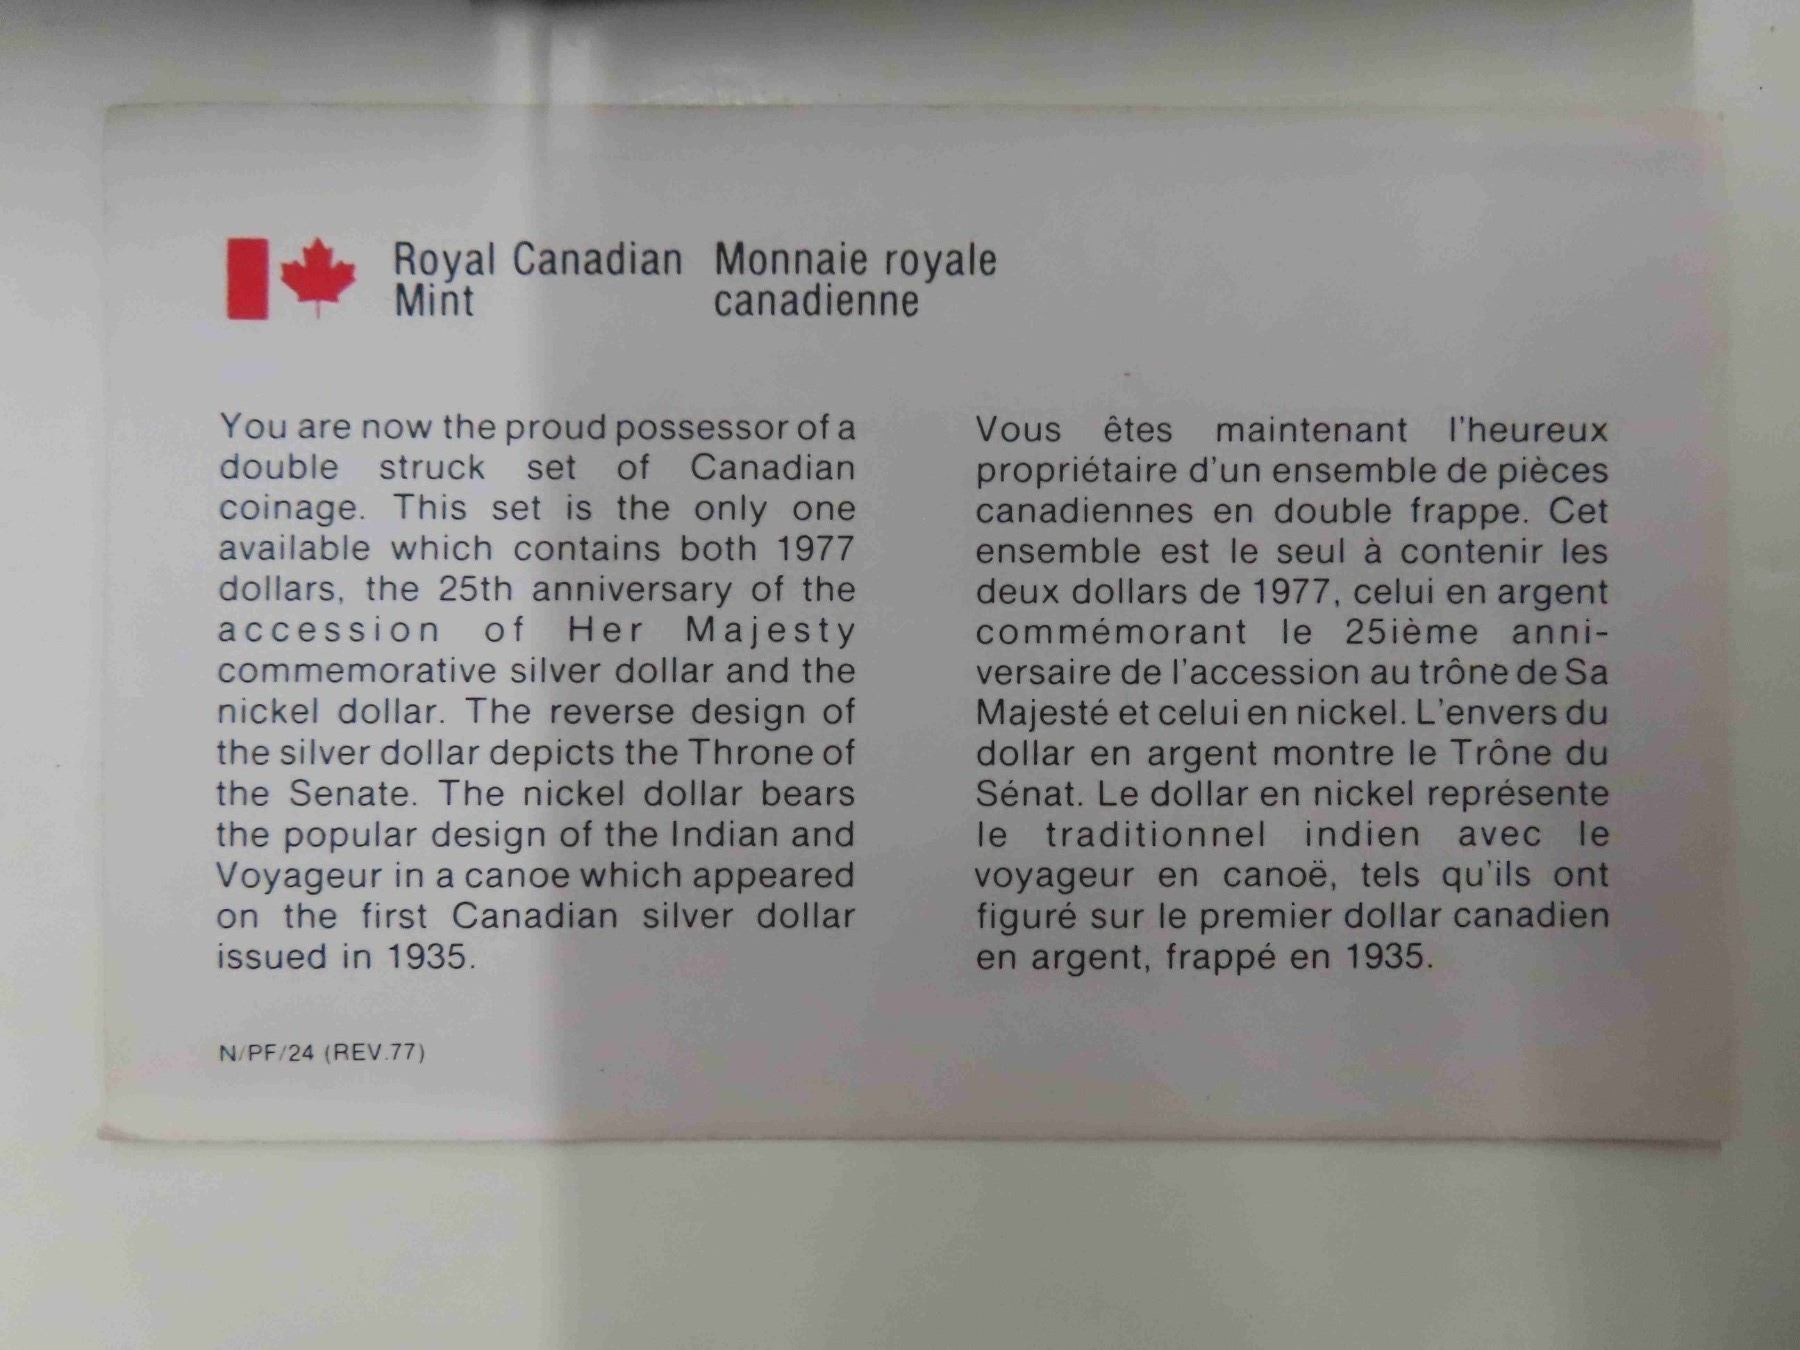 Royal Canadian
Mint
Monnaie royale
canadienne
You are now the proud possessor of a
double struck set of Canadian
coinage. This set is the only one
available which contains both 1977
dollars, the 25th anniversary of the
accession of Her Majesty
commemorative silver dollar and the
nickel dollar. The reverse design of
the silver dollar depicts the Throne of
the Senate. The nickel dollar bears
the popular design of the Indian and
Voyageur in a canoe which appeared
on the first Canadian silver dollar
issued in 1935.
Vous êtes maintenant l'heureux
propriétaire d'un ensemble de pièces
canadiennes en double frappe. Cet
ensemble est le seul à contenir les
deux dollars de 1977, celui en argent
commémorant le 25ième anni-
versaire de l'accession au trône de Sa
Majesté et celui en nickel. L'envers du
dollar en argent montre le Trône du
Sénat. Le dollar en nickel représente
le traditionnel indien avec le
voyageur en canoë, tels qu'ils ont
figuré sur le premier dollar canadien
en argent, frappé en 1935.
N/PF/24 (REV.77)